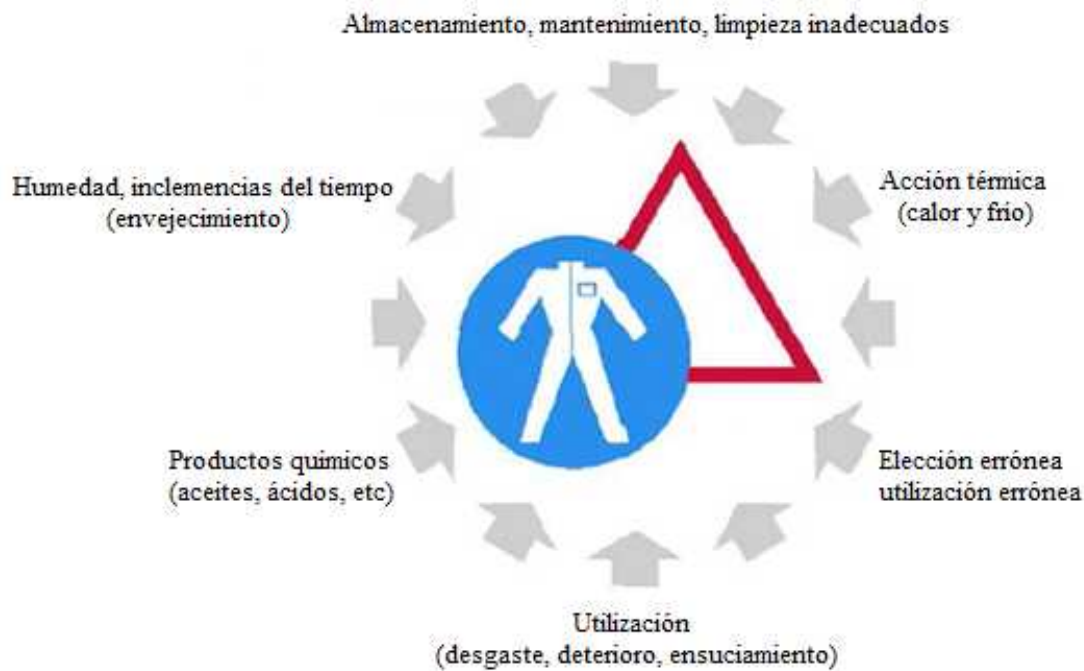 Almacenamiento, mantenimiento, limpieza inadecuados
Humedad, inclemencias del tiempo
(envejecimiento)
Acción térmica
(calor y frío)
Productos químicos
(aceites, ácidos, etc)
Elección errónea
utilización errónea
Utilización
(desgaste, deterioro, ensuciamiento)